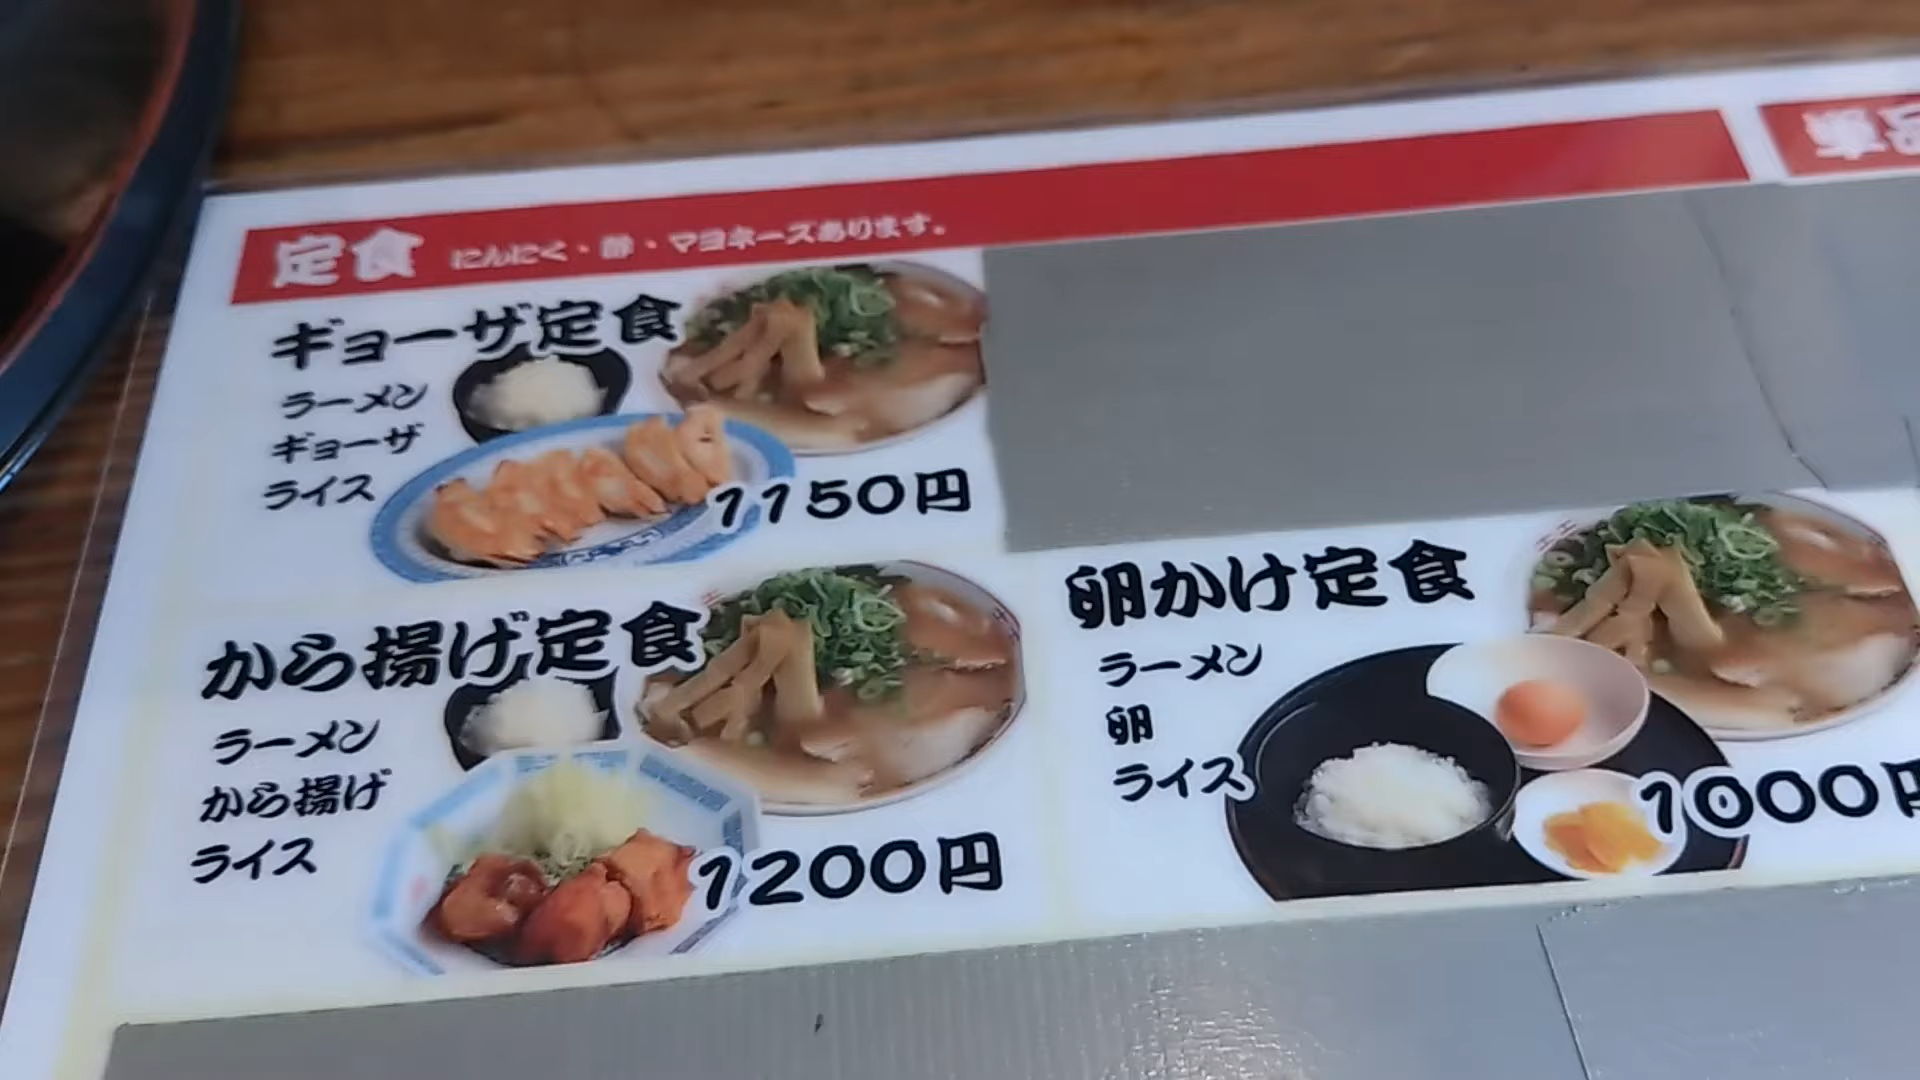 定食 にんにく・酢・マヨネーズあります。
ギョーザ定食
ラーメン
ギョーザ
ライス
1150円
から揚げ定食
ラーメン
から揚げ
ライス
1200円
卵かけ定食
ラーメン
卵
ライス
1000円